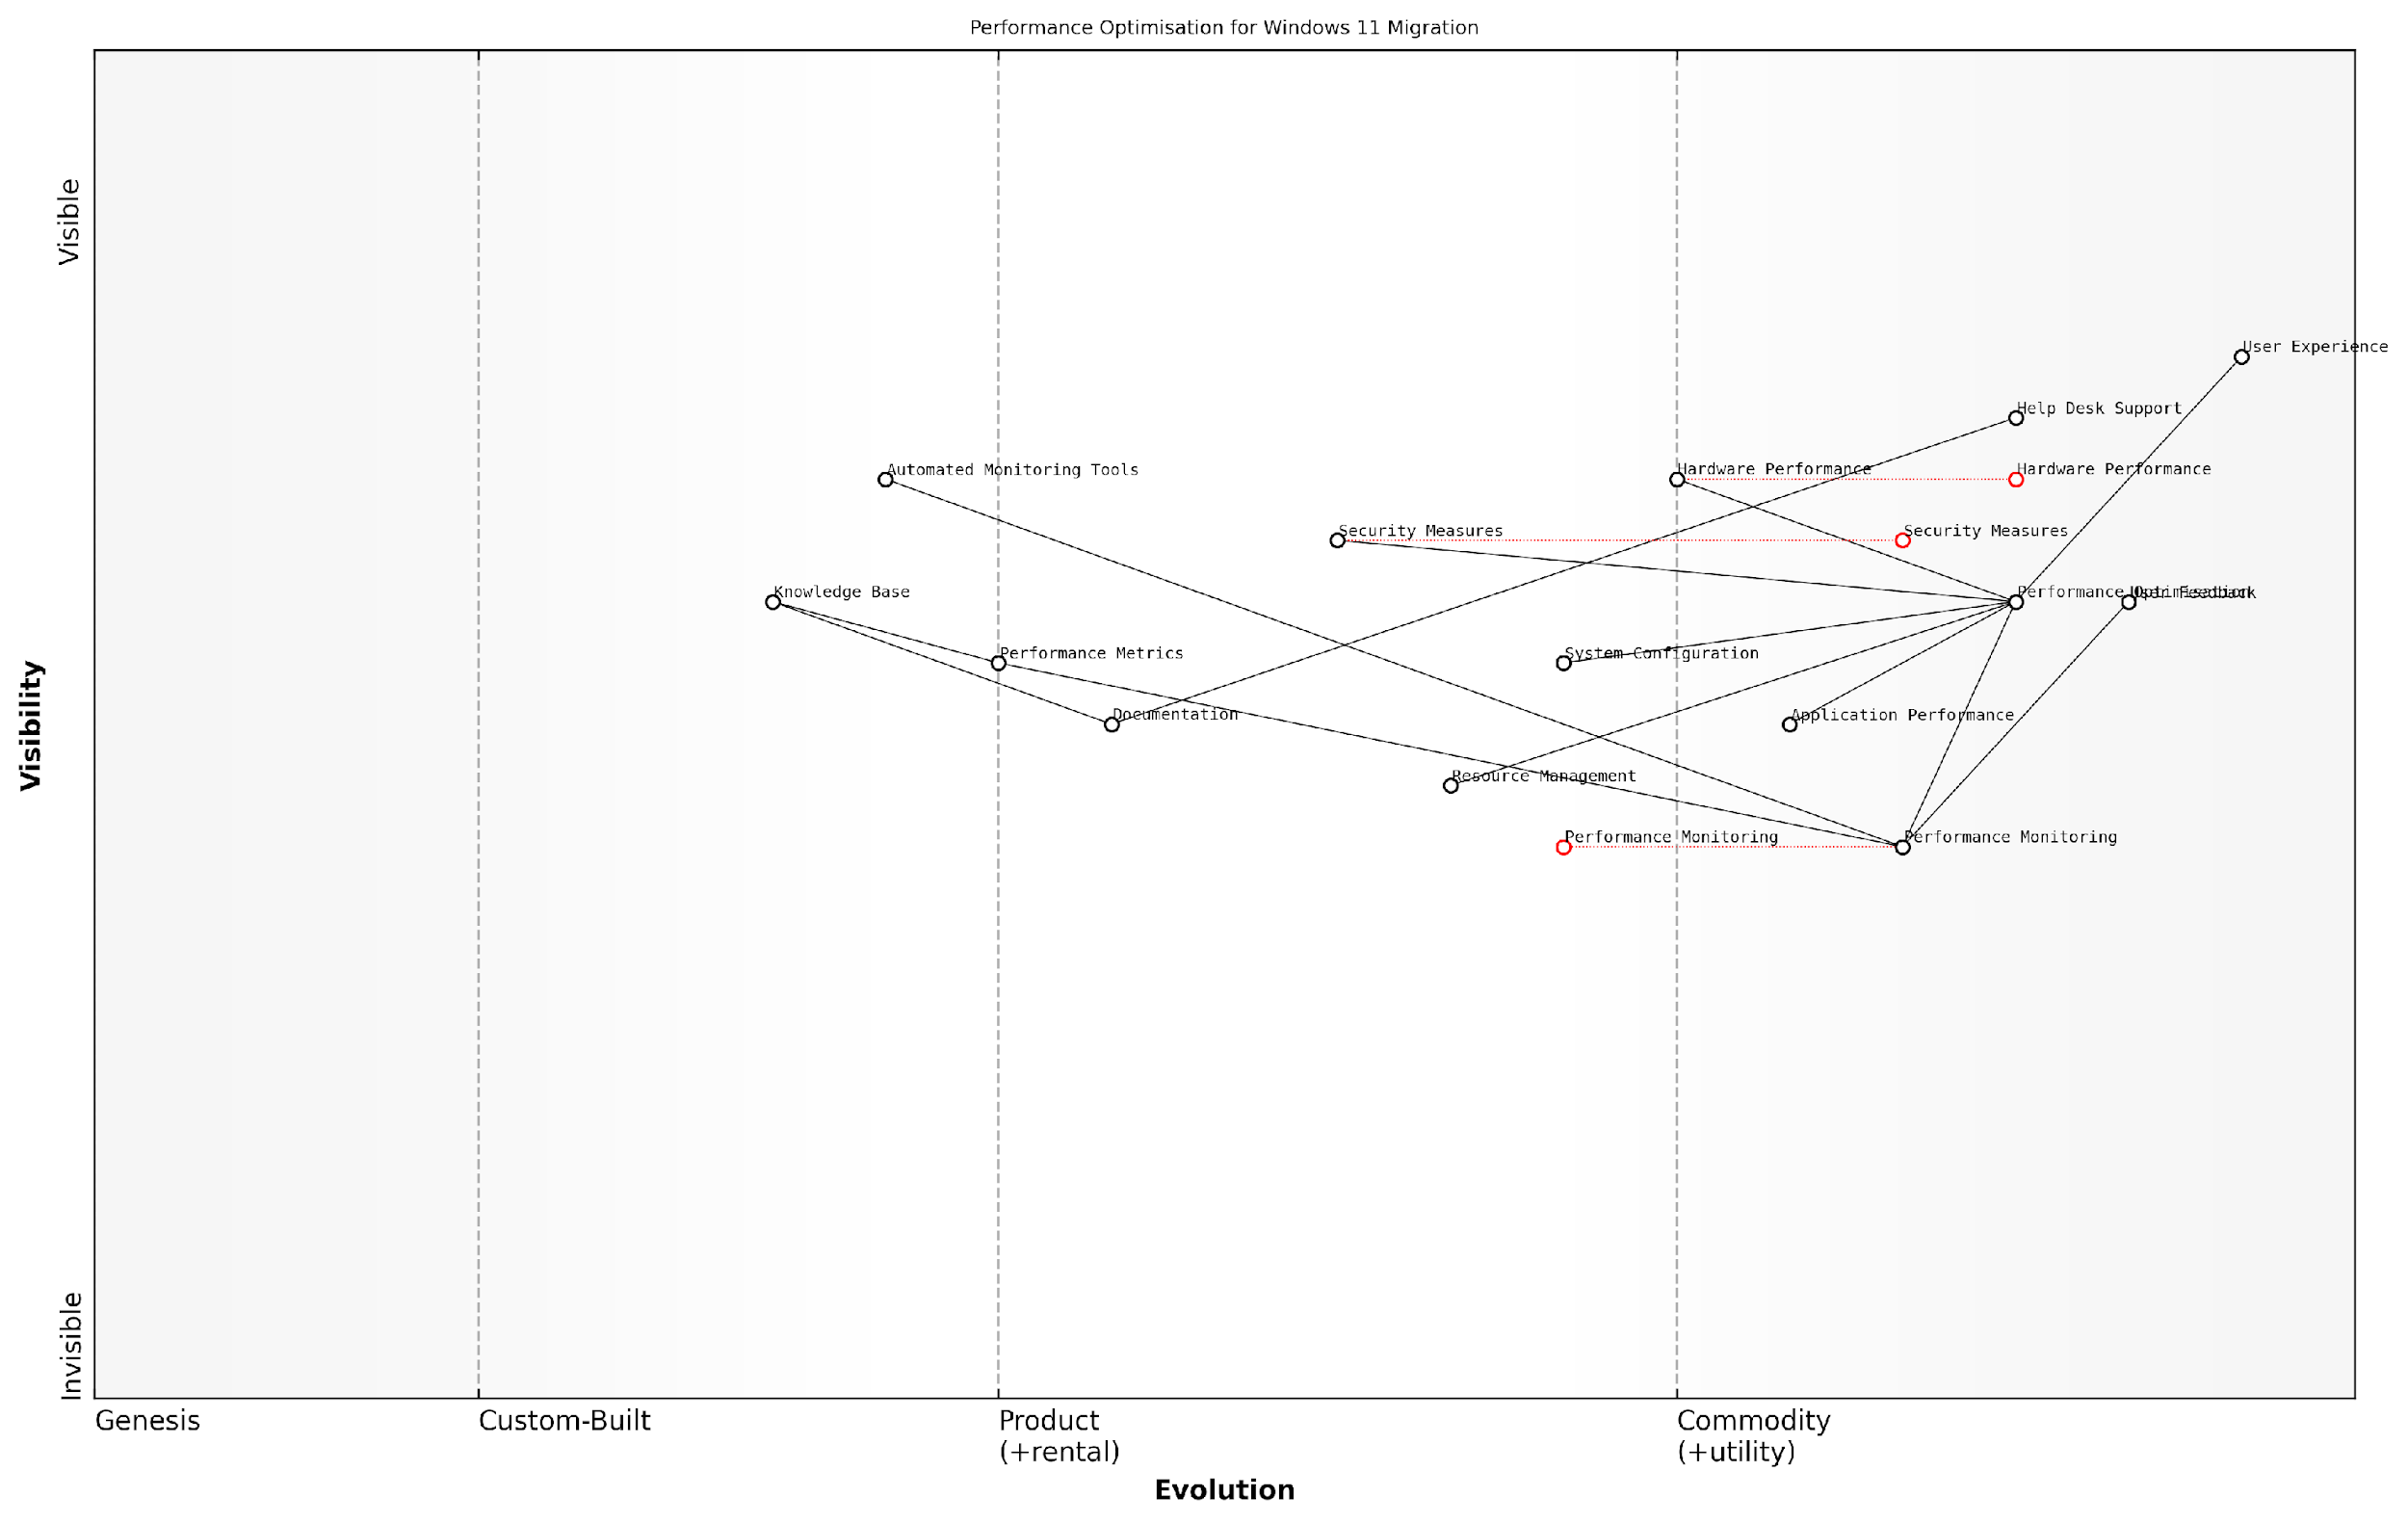 Performance Optimisation for Windows 11 Migration
Visible
User Experience
Help Desk Support
Automated Monitoring Tools
Hardware Performance
Hardware Performance
Security Measures
Security Measures
Knowledge Base
Performance Optimisation
User Feedback
Performance Metrics
System Configuration
Documentation
Application Performance
Resource Management
Performance Monitoring
Performance Monitoring
Visibility
Invisible
Genesis
Custom-Built
Product
(+rental)
Commodity
(+utility)
Evolution